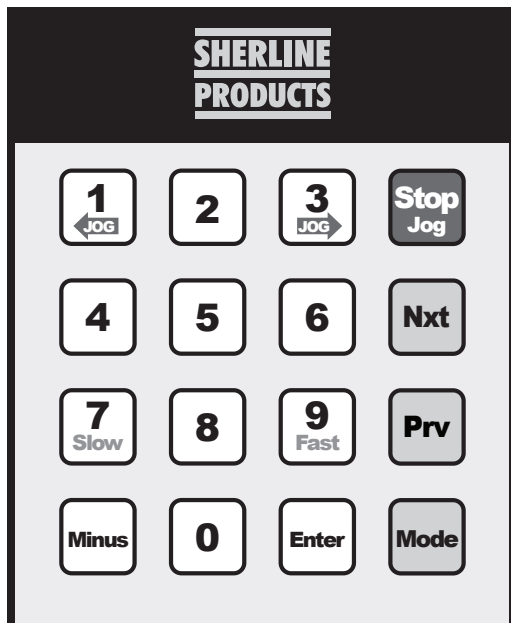 SHERLINE
PRODUCTS
1 2 3 Stop
JOG JOG Jog
4 5 6 Nxt
7 8 9 Prv
Slow Fast
Minus 0 Enter Mode